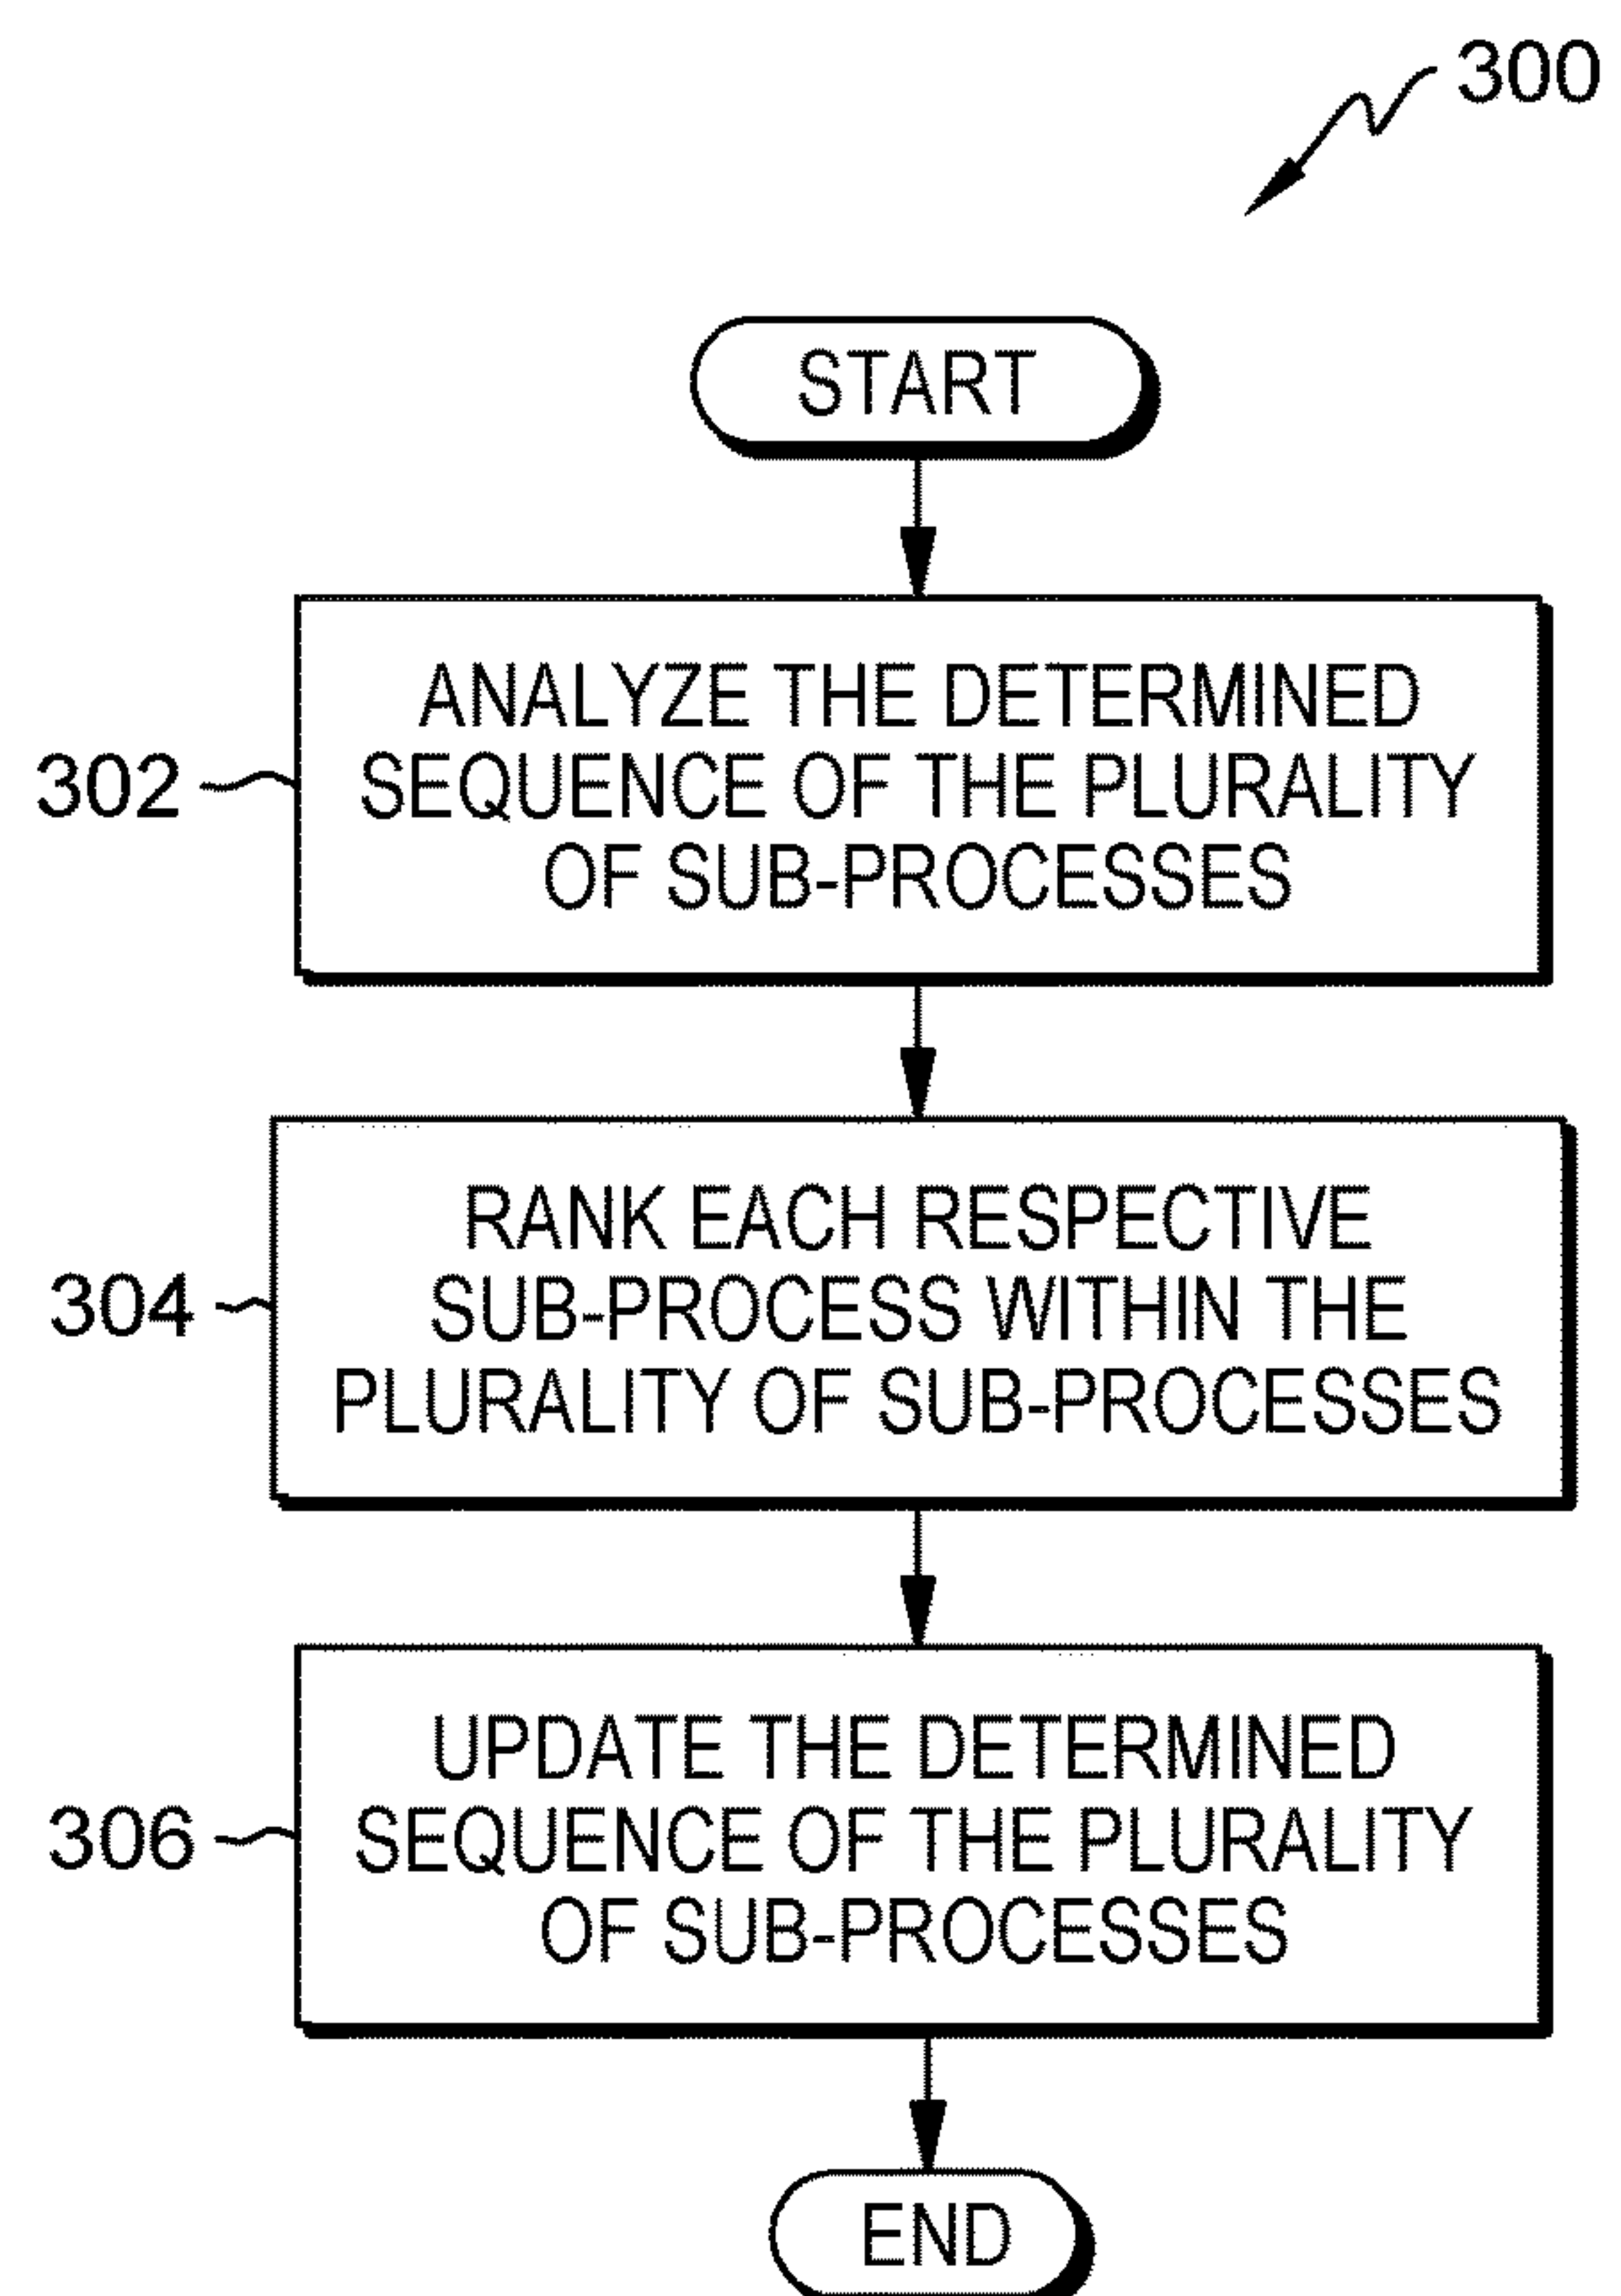 300
START
ANALYZE THE DETERMINED
SEQUENCE OF THE PLURALITY
OF SUB-PROCESSES
302
RANK EACH RESPECTIVE
SUB-PROCESS WITHIN THE
PLURALITY OF SUB-PROCESSES
304
UPDATE THE DETERMINED
SEQUENCE OF THE PLURALITY
OF SUB-PROCESSES
306
END